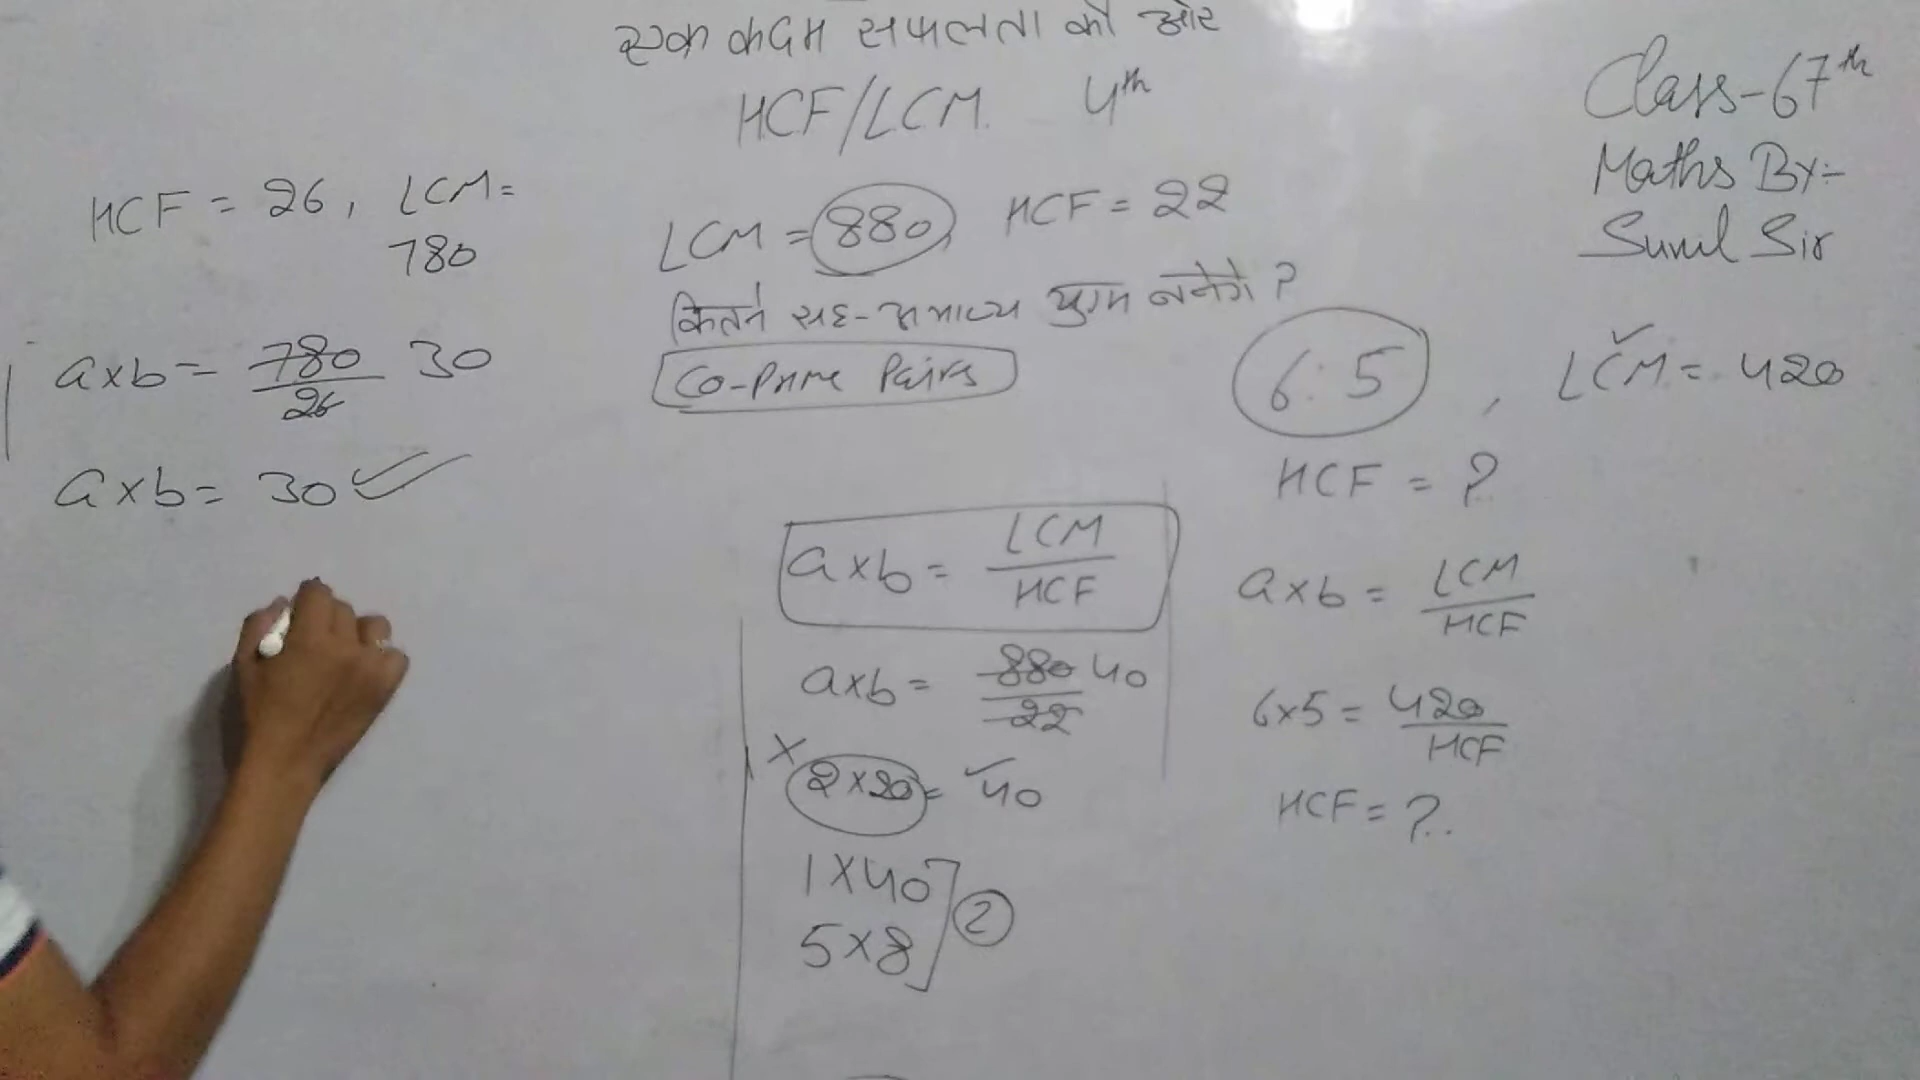 एक कदम सफलता की ओर
HCF/LCM 4th
Class-67th
Maths By:-
Sunil Sir
HCF = 26, LCM =
780
a×b = 780/26 30
a×b = 30 ✓
LCM = 880, HCF = 22
कितने सह-अभाज्य युग्म बनेंगे ?
Co-Prime Pairs
a×b = LCM/HCF
a×b = 880/22 40
× 2×20 = 40 ✓
1×40
5×8
2
6:5, LCM = 420
HCF = ?
a×b = LCM/HCF
6×5 = 420/HCF
HCF = ?..